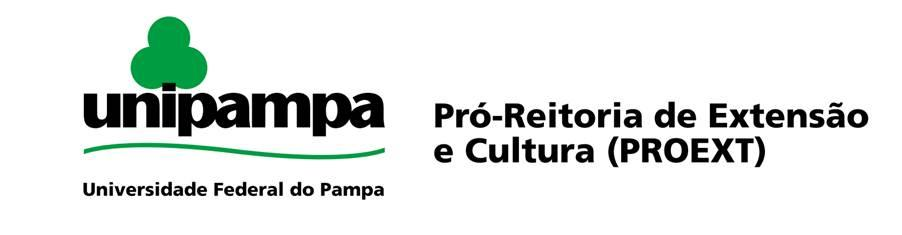 unipampa
Universidade Federal do Pampa
Pró-Reitoria de Extensão
e Cultura (PROEXT)